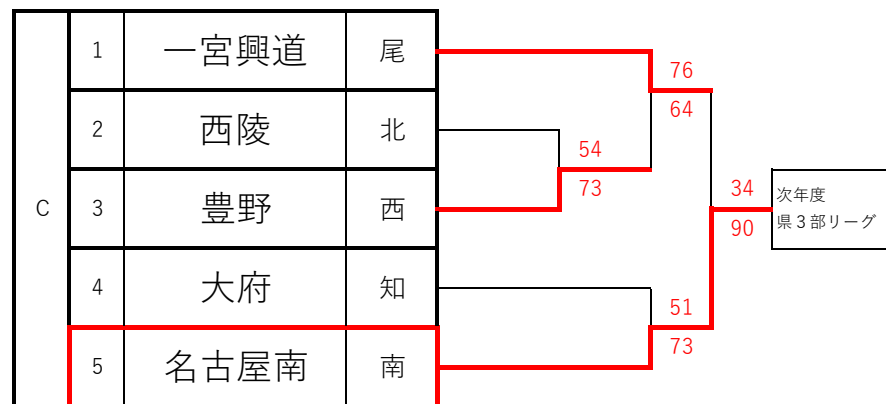 C
1 一宮興道 尾
2 西陵 北
3 豊野 西
4 大府 知
5 名古屋南 南
76
64
54
73
34
90
51
73
次年度
県３部リーグ